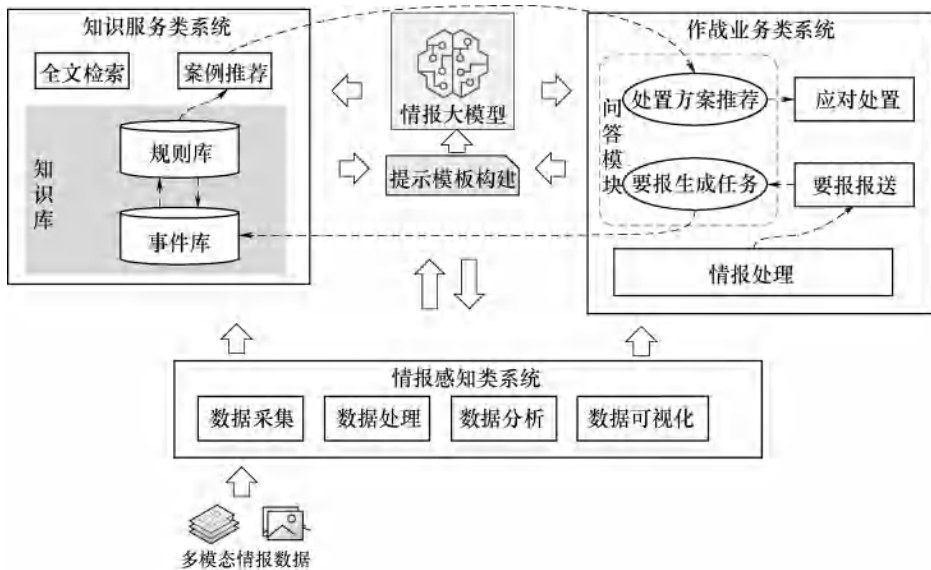 知识服务类系统
全文检索
案例推荐
知识库
规则库
事件库
情报大模型
提示模板构建
作战业务类系统
问答模块
处置方案推荐
应对处置
要报生成任务
要报报送
情报处理
情报感知类系统
数据采集
数据处理
数据分析
数据可视化
多模态情报数据